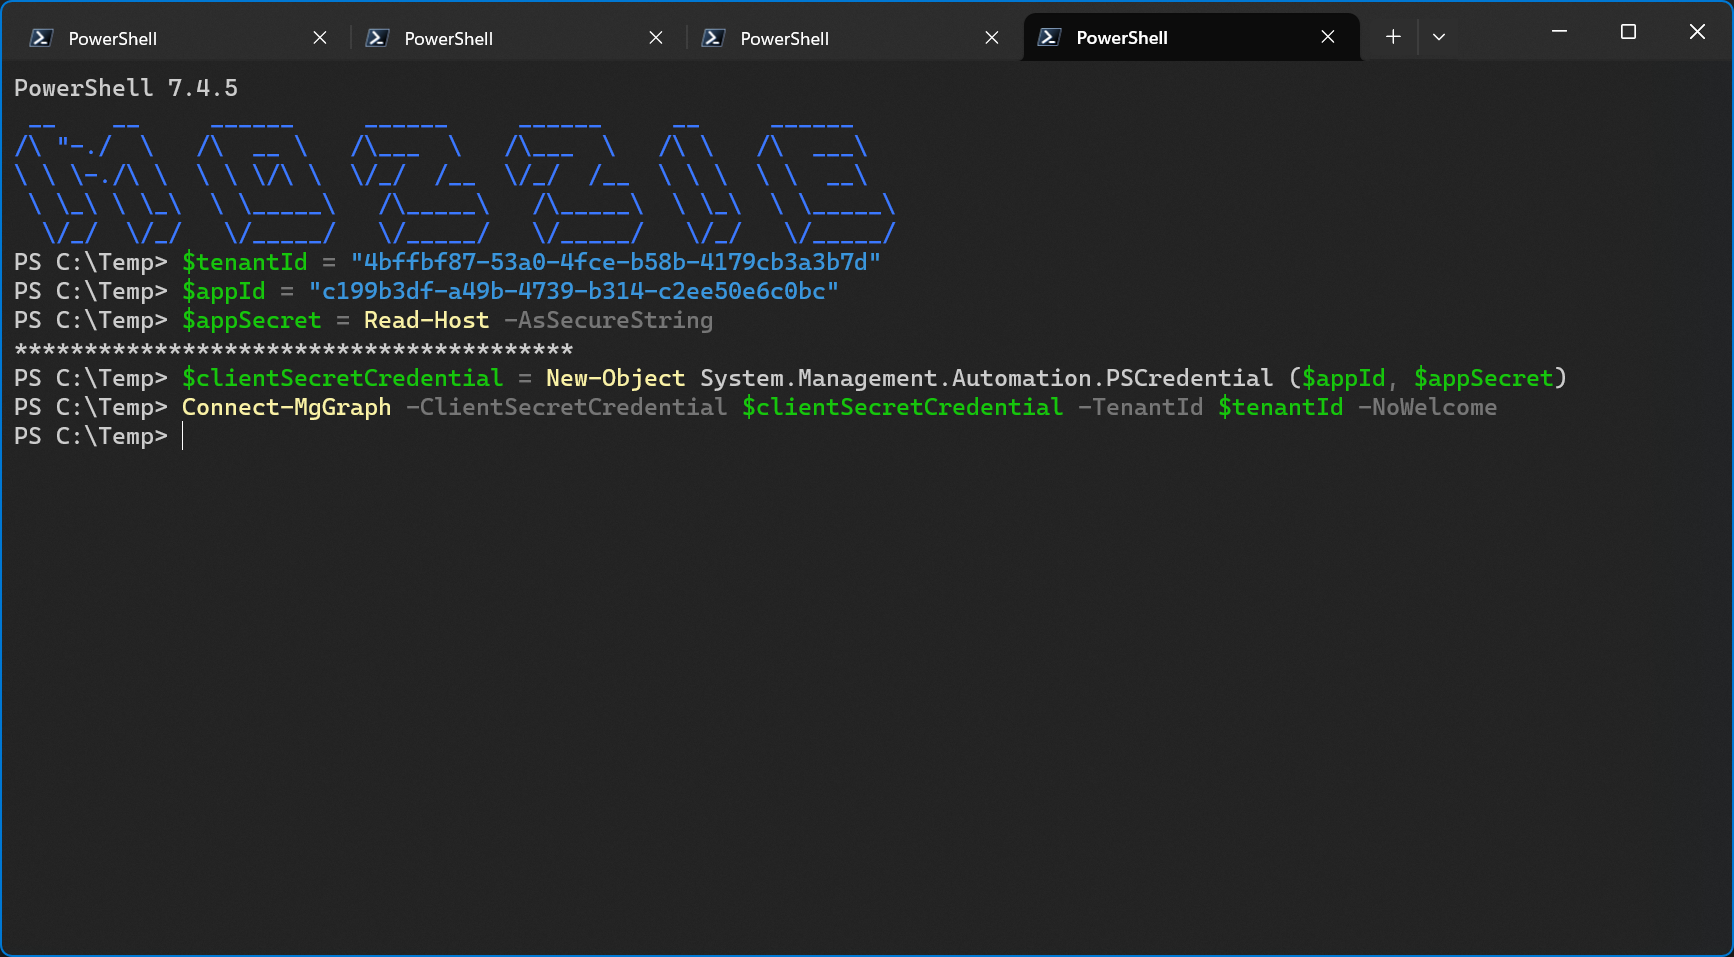 PowerShell
PowerShell
PowerShell
PowerShell
PowerShell 7.4.5
 __    __     ______     ______     ______     __     ______
/\ "-./  \   /\  __ \   /\___  \   /\___  \   /\ \   /\  ___\
\ \ \-./\ \  \ \ \/\ \  \/_/  /__  \/_/  /__  \ \ \  \ \  __\
 \ \_\ \ \_\  \ \_____\   /\_____\   /\_____\  \ \_\  \ \_____\
  \/_/  \/_/   \/_____/   \/_____/   \/_____/   \/_/   \/_____/
PS C:\Temp> $tenantId = "4bffbf87-53a0-4fce-b58b-4179cb3a3b7d"
PS C:\Temp> $appId = "c199b3df-a49b-4739-b314-c2ee50e6c0bc"
PS C:\Temp> $appSecret = Read-Host -AsSecureString
****************************************
PS C:\Temp> $clientSecretCredential = New-Object System.Management.Automation.PSCredential ($appId, $appSecret)
PS C:\Temp> Connect-MgGraph -ClientSecretCredential $clientSecretCredential -TenantId $tenantId -NoWelcome
PS C:\Temp>